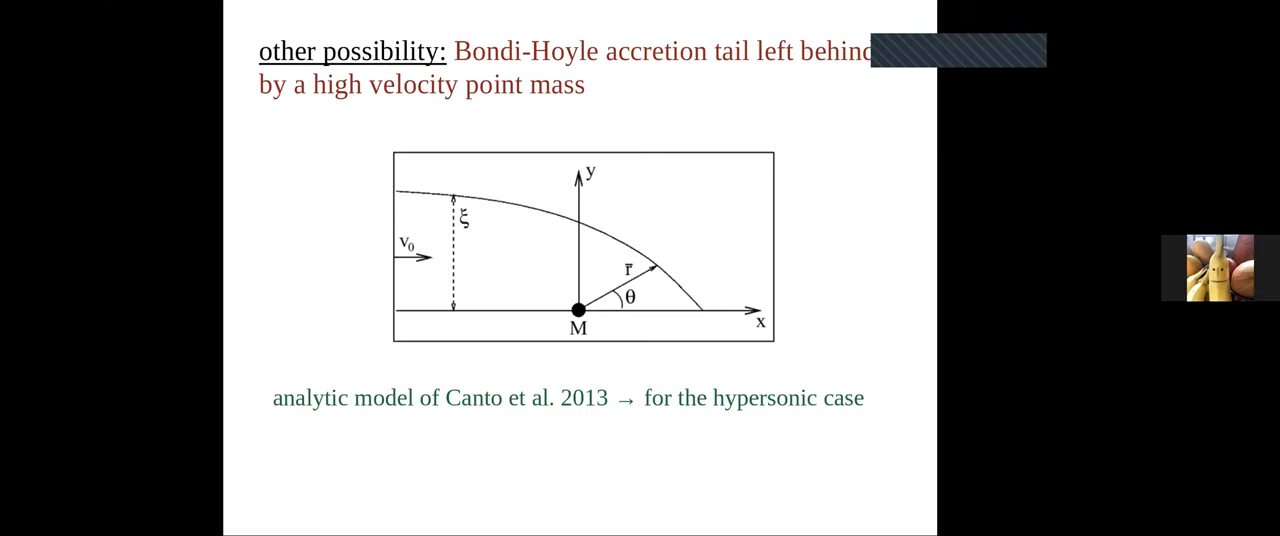 other possibility: Bondi-Hoyle accretion tail left behind
by a high velocity point mass
y
ξ
v₀
r̄
θ
M
x
analytic model of Canto et al. 2013 → for the hypersonic case